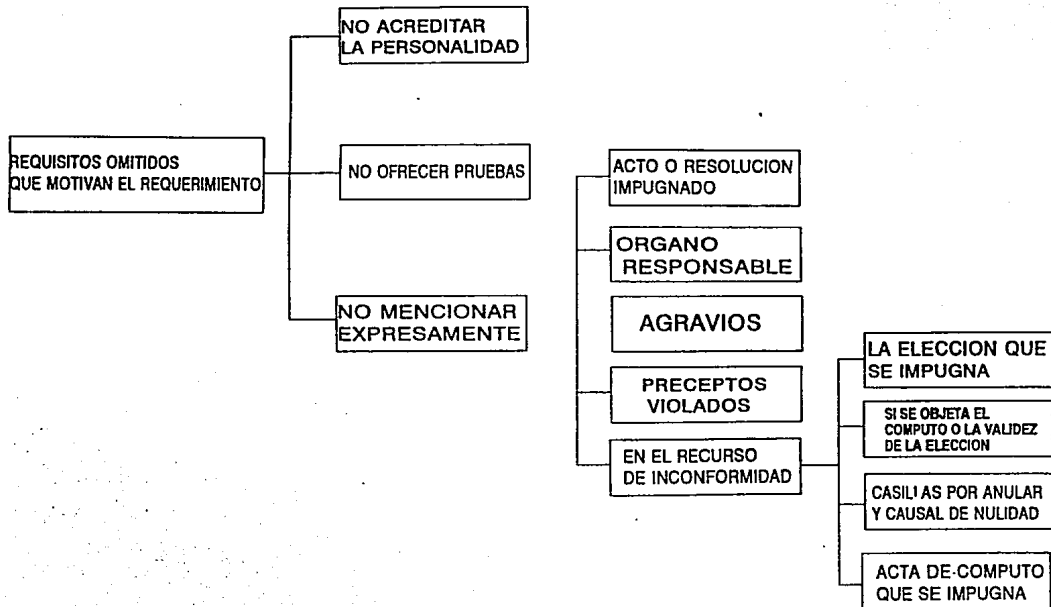 REQUISITOS OMITIDOS
QUE MOTIVAN EL REQUERIMIENTO
NO ACREDITAR
LA PERSONALIDAD
NO OFRECER PRUEBAS
NO MENCIONAR
EXPRESAMENTE
ACTO O RESOLUCION
IMPUGNADO
ORGANO
RESPONSABLE
AGRAVIOS
PRECEPTOS
VIOLADOS
EN EL RECURSO
DE INCONFORMIDAD
LA ELECCION QUE
SE IMPUGNA
SI SE OBJETA EL
COMPUTO O LA VALIDEZ
DE LA ELECCION
CASILLAS POR ANULAR
Y CAUSAL DE NULIDAD
ACTA DE COMPUTO
QUE SE IMPUGNA